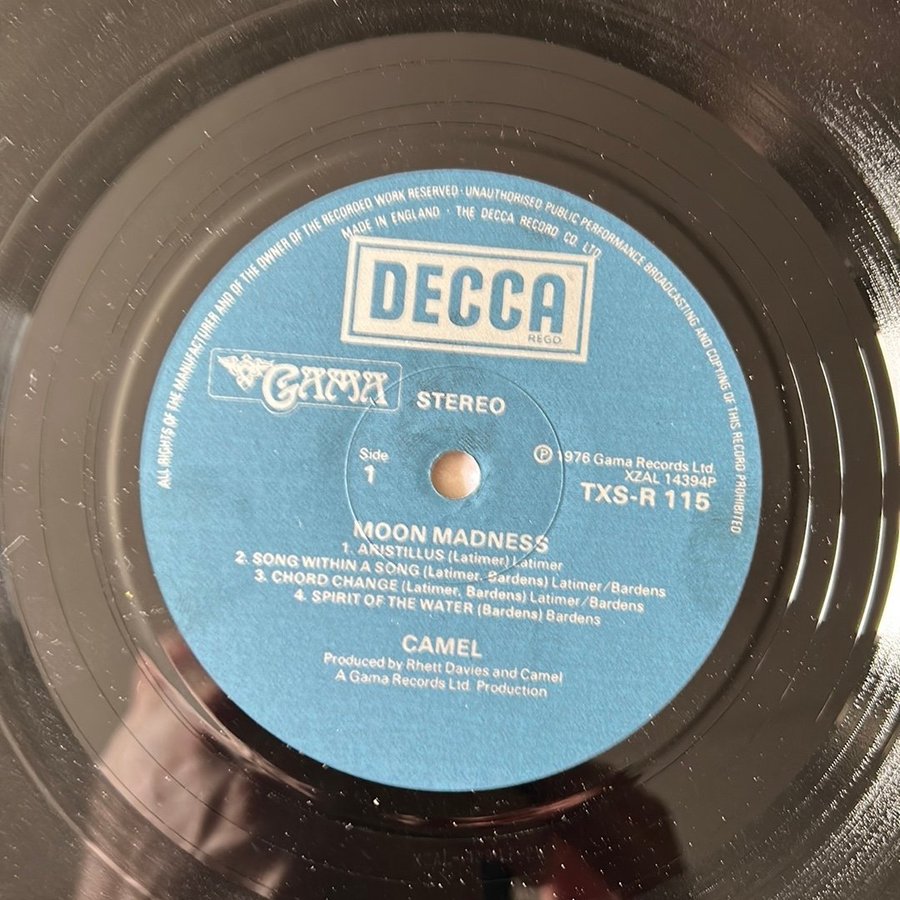 ALL RIGHTS OF THE MANUFACTURER AND OF THE OWNER OF THE RECORDED WORK RESERVED · UNAUTHORISED PUBLIC PERFORMANCE BROADCASTING AND COPYING OF THIS RECORD PROHIBITED
MADE IN ENGLAND · THE DECCA RECORD CO. LTD.
DECCA
REGD.
GAMA
STEREO
Side
1
℗ 1976 Gama Records Ltd.
XZAL 14394P
TXS-R 115
MOON MADNESS
1. ARISTILLUS (Latimer) Latimer
2. SONG WITHIN A SONG (Latimer, Bardens) Latimer/Bardens
3. CHORD CHANGE (Latimer, Bardens) Latimer/Bardens
4. SPIRIT OF THE WATER (Bardens) Bardens
CAMEL
Produced by Rhett Davies and Camel
A Gama Records Ltd. Production